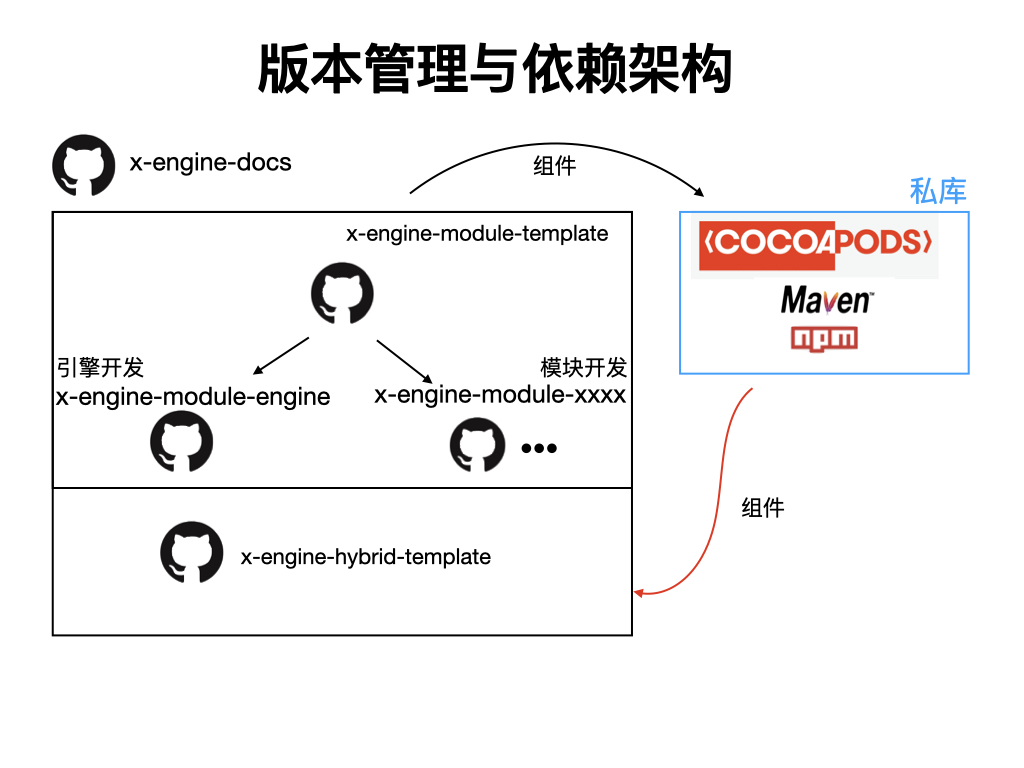 版本管理与依赖架构
x-engine-docs
组件
私库
x-engine-module-template
COCOAPODS
Maven™
npm
引擎开发
x-engine-module-engine
模块开发
x-engine-module-xxxx
•••
组件
x-engine-hybrid-template